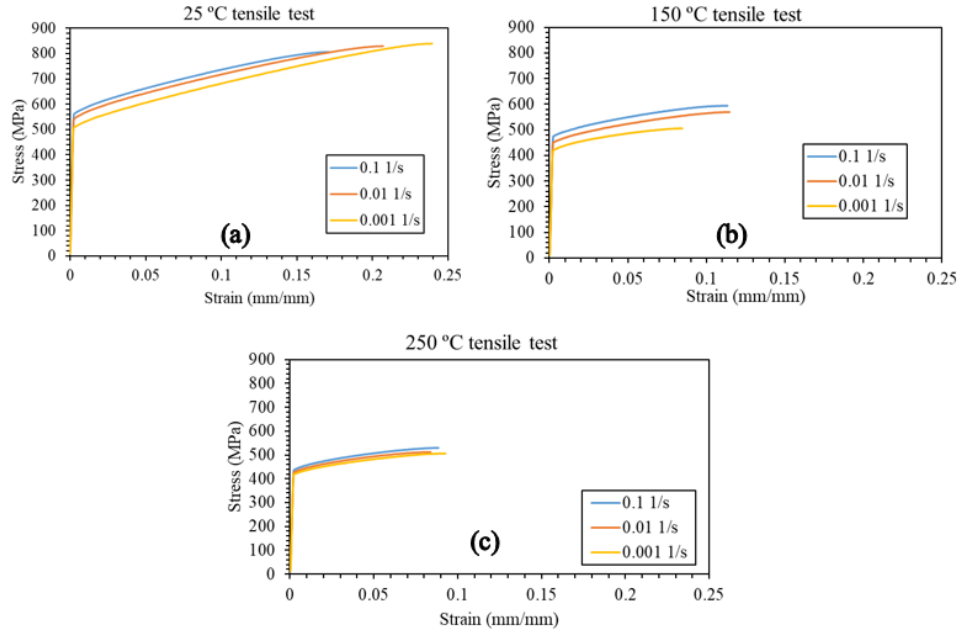 25 ºC tensile test
900
800
700
600
500
400
300
200
100
0
Stress (MPa)
0.1 1/s
0.01 1/s
0.001 1/s
(a)
0 0.05 0.1 0.15 0.2 0.25
Strain (mm/mm)
150 ºC tensile test
900
800
700
600
500
400
300
200
100
0
Stress (MPa)
0.1 1/s
0.01 1/s
0.001 1/s
(b)
0 0.05 0.1 0.15 0.2 0.25
Strain (mm/mm)
250 ºC tensile test
900
800
700
600
500
400
300
200
100
0
Stress (MPa)
0.1 1/s
0.01 1/s
0.001 1/s
(c)
0 0.05 0.1 0.15 0.2 0.25
Strain (mm/mm)